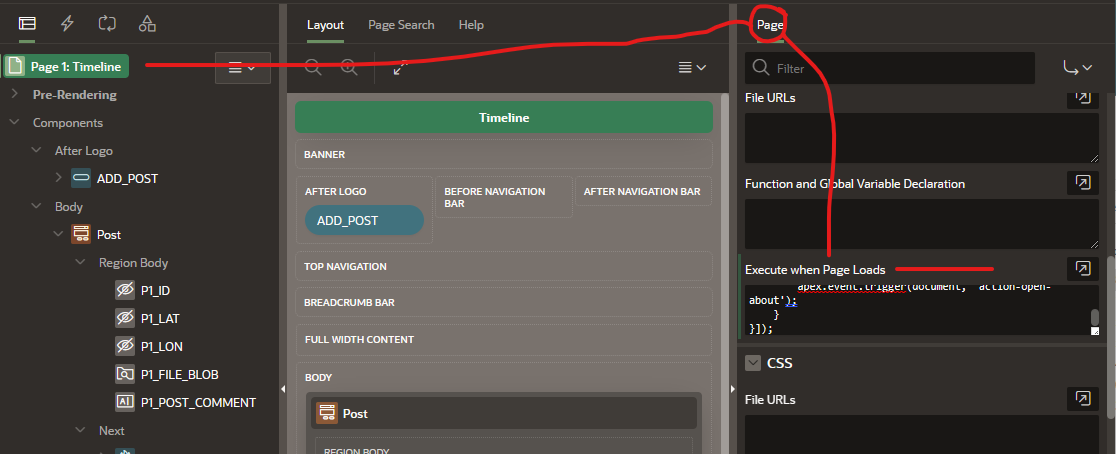 Page 1: Timeline
Pre-Rendering
Components
After Logo
ADD_POST
Body
Post
Region Body
P1_ID
P1_LAT
P1_LON
P1_FILE_BLOB
P1_POST_COMMENT
Next
Layout Page Search Help
Timeline
BANNER
AFTER LOGO
ADD_POST
BEFORE NAVIGATION
BAR
AFTER NAVIGATION BAR
TOP NAVIGATION
BREADCRUMB BAR
FULL WIDTH CONTENT
BODY
Post
REGION BODY
Page
Filter
File URLs
Function and Global Variable Declaration
Execute when Page Loads
apex.event.trigger(document, 'action-open-
about');
}
}]);
CSS
File URLs